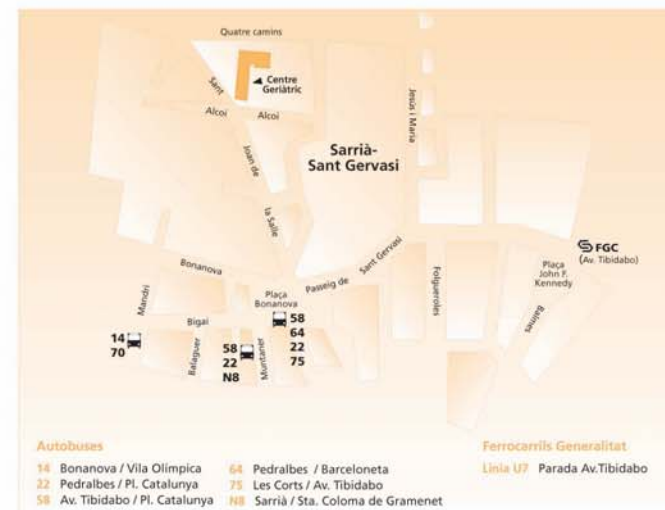 Quatre camins
Centre
Geriàtric
Sant
Alcoi
Alcoi
Joan de
la Salle
Jesús i Maria
Sarrià-
Sant Gervasi
FGC
(Av. Tibidabo)
Plaça
John F.
Kennedy
Balmes
Folgueroles
Passeig de
Sant Gervasi
Bonanova
Plaça
Bonanova
Mandri
Bigai
Balaguer
Muntaner
14
70
58
22
N8
58
64
22
75
Autobuses
14 Bonanova / Vila Olímpica
22 Pedralbes / Pl. Catalunya
58 Av. Tibidabo / Pl. Catalunya
64 Pedralbes / Barceloneta
75 Les Corts / Av. Tibidabo
N8 Sarrià / Sta. Coloma de Gramenet
Ferrocarrils Generalitat
Linia U7 Parada Av.Tibidabo